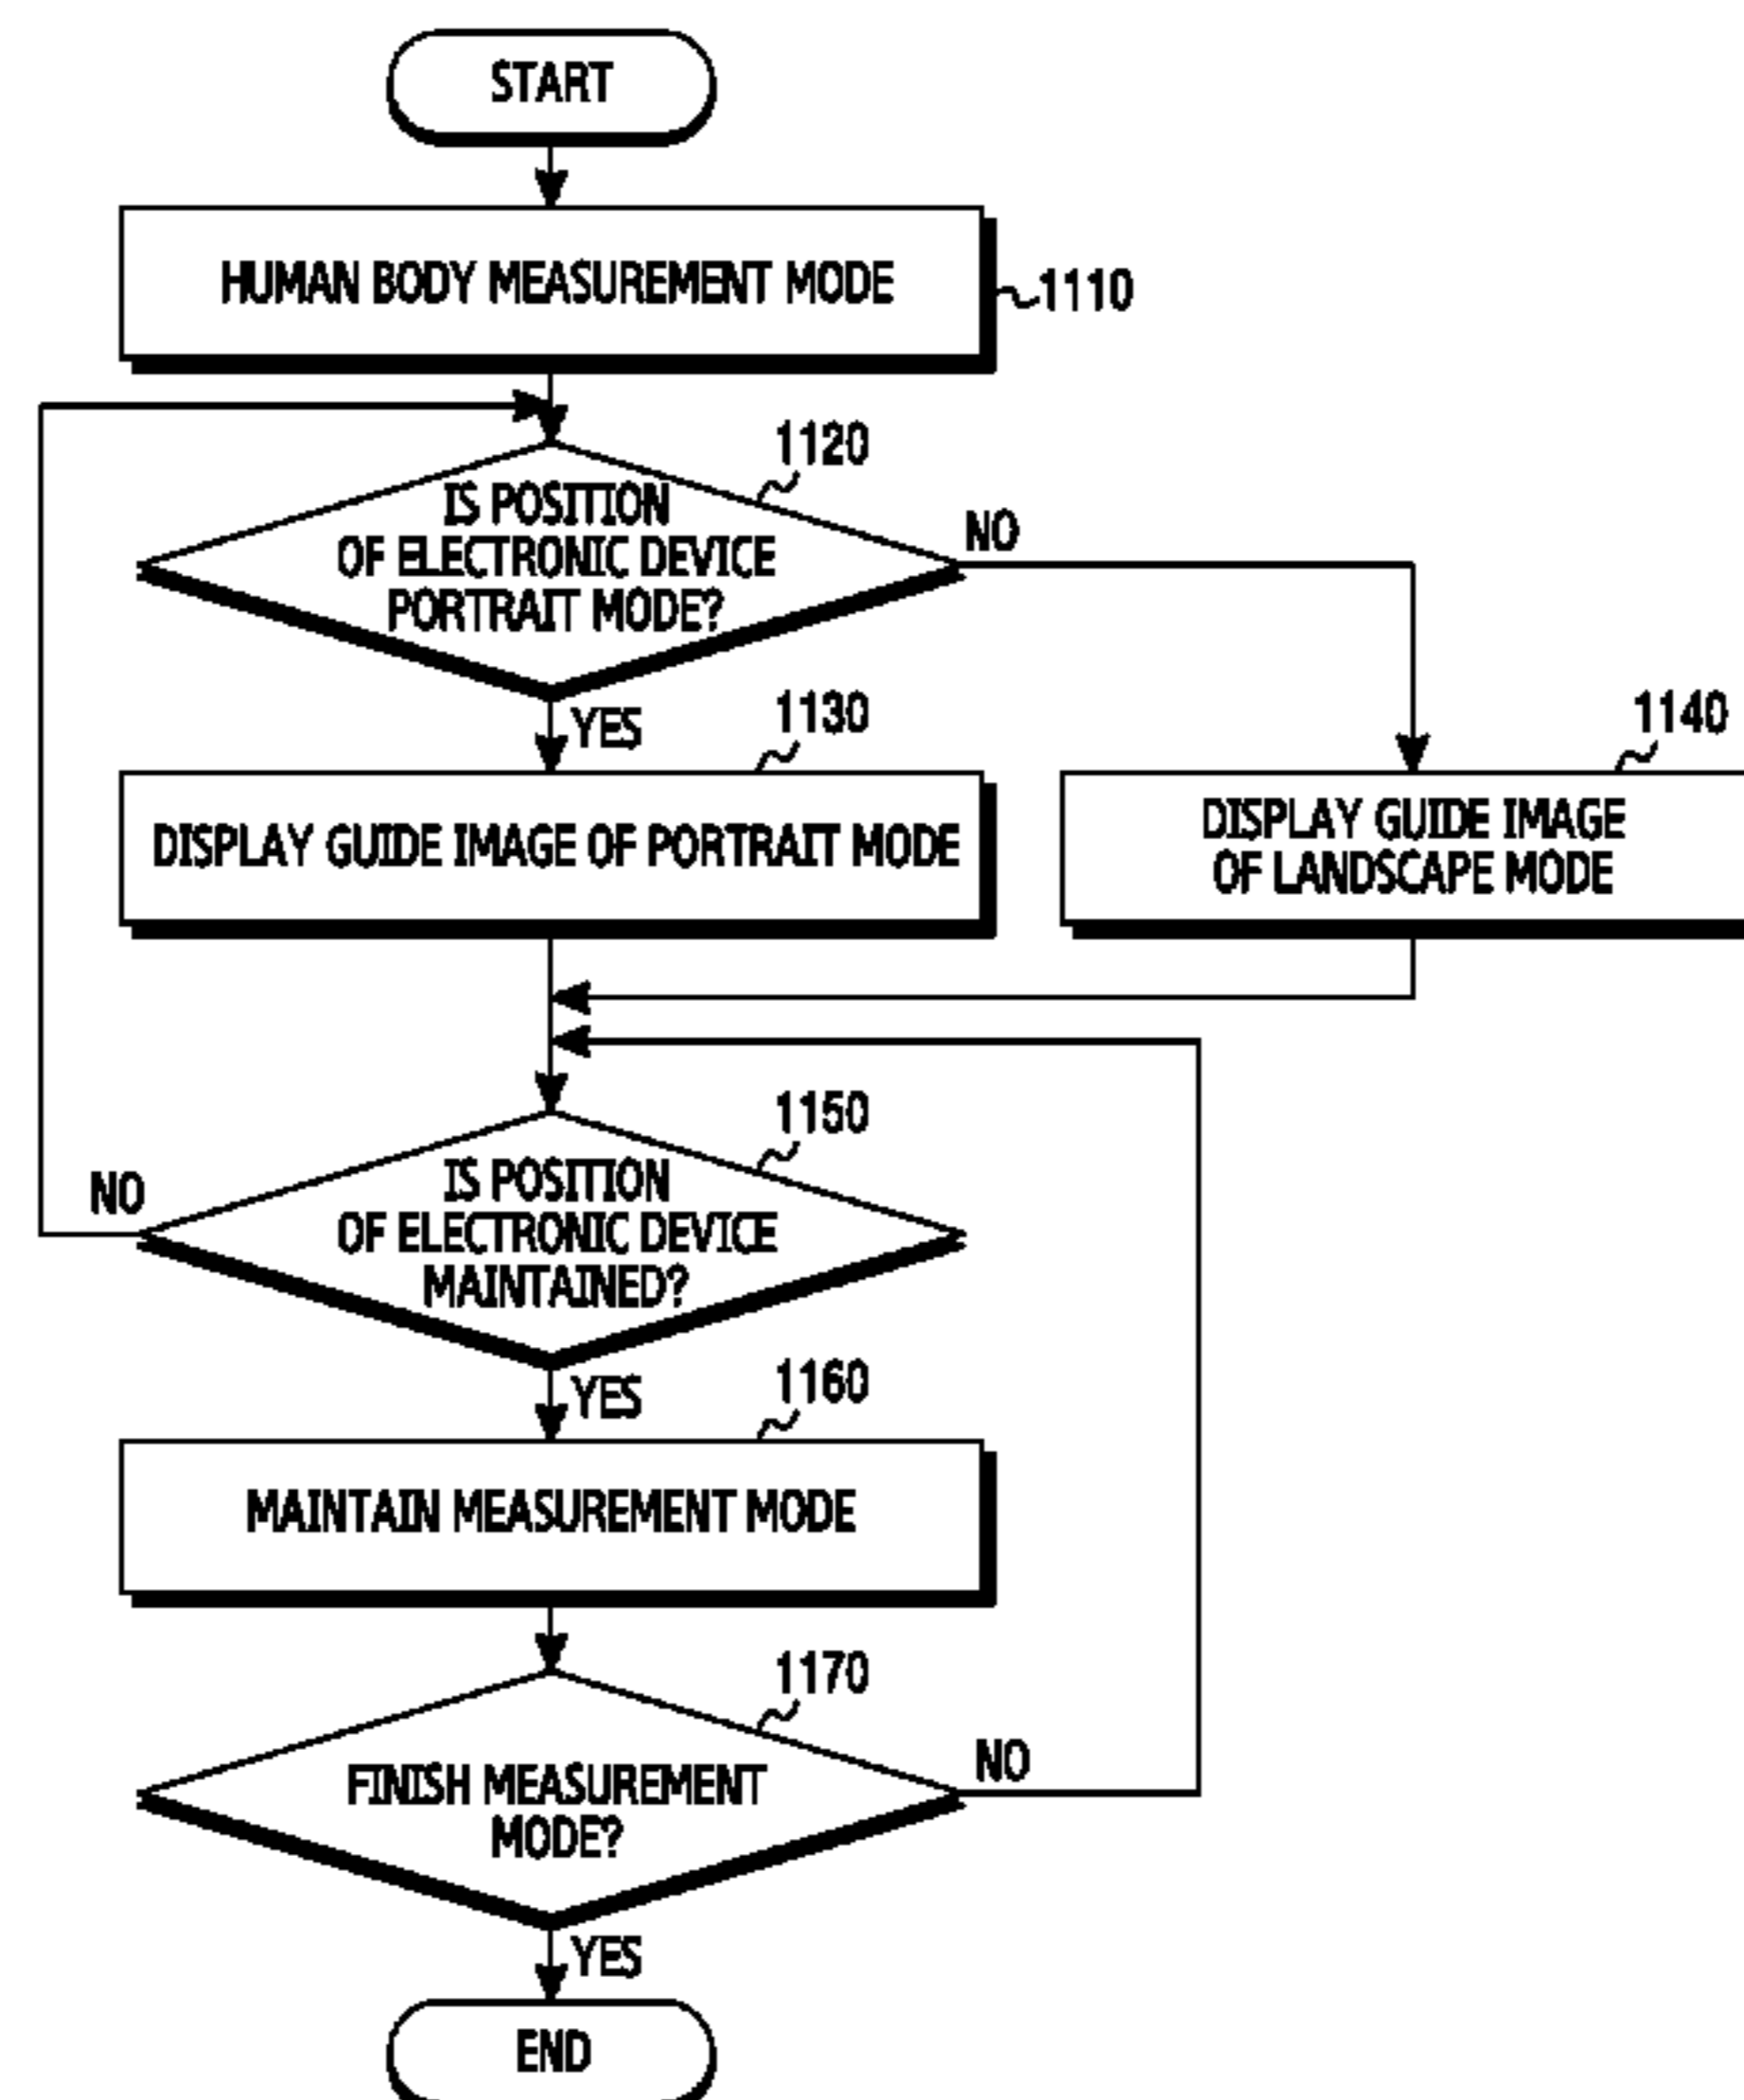 START
HUMAN BODY MEASUREMENT MODE
1110
1120
IS POSITION
OF ELECTRONIC DEVICE
PORTRAIT MODE?
NO
YES
1130
1140
DISPLAY GUIDE IMAGE OF PORTRAIT MODE
DISPLAY GUIDE IMAGE
OF LANDSCAPE MODE
1150
IS POSITION
OF ELECTRONIC DEVICE
MAINTAINED?
NO
YES
1160
MAINTAIN MEASUREMENT MODE
1170
FINISH MEASUREMENT
MODE?
NO
YES
END